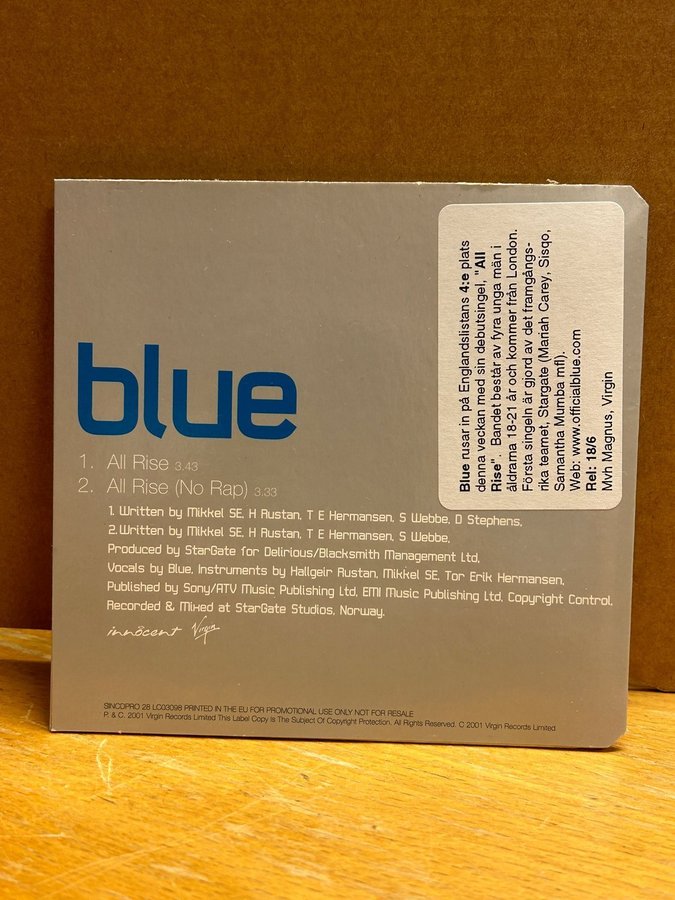 blue
1. All Rise 3.43
2. All Rise (No Rap) 3.33
1. Written by Mikkel SE, H Rustan, T E Hermansen, S Webbe, D Stephens,
2. Written by Mikkel SE, H Rustan, T E Hermansen, S Webbe,
Produced by StarGate for Delirious/Blacksmith Management Ltd,
Vocals by Blue, Instruments by Hallgeir Rustan, Mikkel SE, Tor Erik Hermansen,
Published by Sony/ATV Music Publishing Ltd, EMI Music Publishing Ltd, Copyright Control,
Recorded & Mixed at StarGate Studios, Norway.
innöcent Virgin
SINCDPRO 28 LC03098 PRINTED IN THE EU FOR PROMOTIONAL USE ONLY NOT FOR RESALE
P. & C. 2001 Virgin Records Limited This Label Copy Is The Subject Of Copyright Protection. All Rights Reserved. C 2001 Virgin Records Limited
Blue rusar in på Englandslistans 4:e plats
denna veckan med sin debutsingel, "All
Rise". Bandet består av fyra unga män i
åldrarna 18-21 år och kommer från London.
Första singeln är gjord av det framgångs-
rika teamet, Stargate (Mariah Carey, Sisqo,
Samantha Mumba mfl).
Web: www.officialblue.com
Rel: 18/6
Mvh Magnus, Virgin